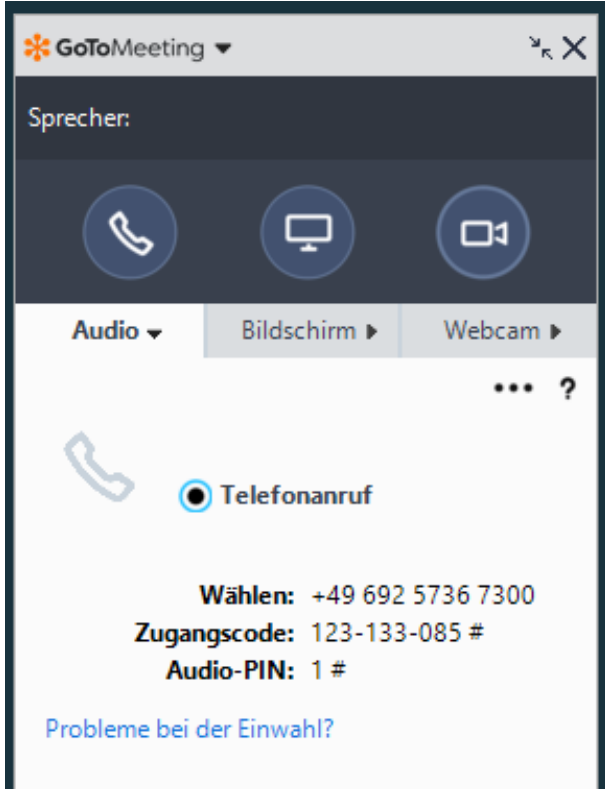 GoToMeeting
Sprecher:
Audio Bildschirm Webcam
... ?
Telefonanruf
Wählen: +49 692 5736 7300
Zugangscode: 123-133-085 #
Audio-PIN: 1 #
Probleme bei der Einwahl?